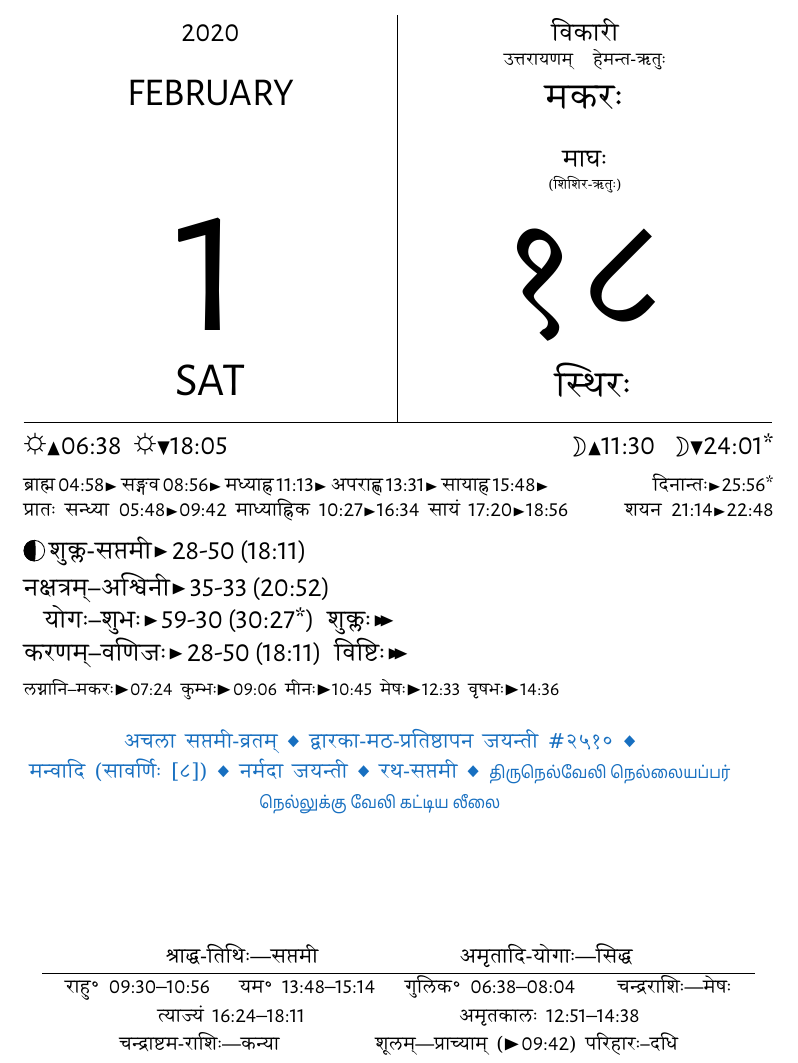 2020
FEBRUARY
1
SAT
विकारी
उत्तरायणम् हेमन्त-ऋतुः
मकरः
माघः
(शिशिर-ऋतुः)
१८
स्थिरः
☼▲06:38 ☼▼18:05 ☽▲11:30 ☽▼24:01*
ब्राह्म 04:58► सङ्गव 08:56► मध्याह्न 11:13► अपराह्ण 13:31► सायाह्न 15:48► दिनान्तः►25:56*
प्रातः सन्ध्या 05:48►09:42 माध्याह्निक 10:27►16:34 सायं 17:20►18:56 शयन 21:14►22:48
🌓शुक्ल-सप्तमी►28-50 (18:11)
नक्षत्रम्–अश्विनी►35-33 (20:52)
योगः–शुभः►59-30 (30:27*) शुक्लः►►
करणम्–वणिजः►28-50 (18:11) विष्टिः►►
लग्नानि–मकरः►07:24 कुम्भः►09:06 मीनः►10:45 मेषः►12:33 वृषभः►14:36
अचला सप्तमी-व्रतम् ◆ द्वारका-मठ-प्रतिष्ठापन जयन्ती #२५१० ◆
मन्वादि (सावर्णिः [८]) ◆ नर्मदा जयन्ती ◆ रथ-सप्तमी ◆ திருநெல்வேலி நெல்லையப்பர்
நெல்லுக்கு வேலி கட்டிய லீலை
श्राद्ध-तिथिः—सप्तमी अमृतादि-योगाः—सिद्ध
राहु॰ 09:30–10:56 यम॰ 13:48–15:14 गुलिक॰ 06:38–08:04 चन्द्रराशिः—मेषः
त्याज्यं 16:24–18:11 अमृतकालः 12:51–14:38
चन्द्राष्टम-राशिः—कन्या शूलम्—प्राच्याम् (►09:42) परिहारः–दधि